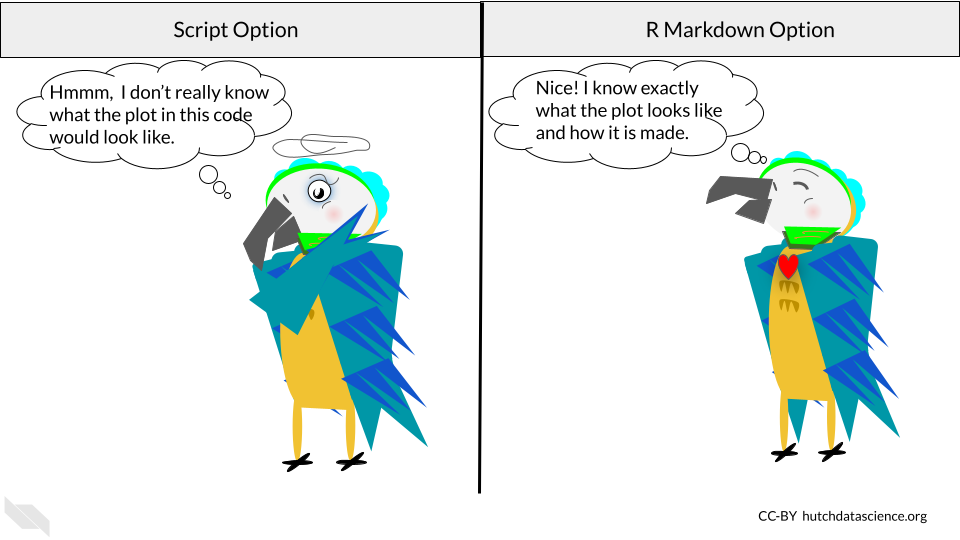 Script Option
Hmmm,  I don’t really know
what the plot in this code
would look like.
R Markdown Option
Nice! I know exactly
what the plot looks like
and how it is made.
CC-BY  hutchdatascience.org